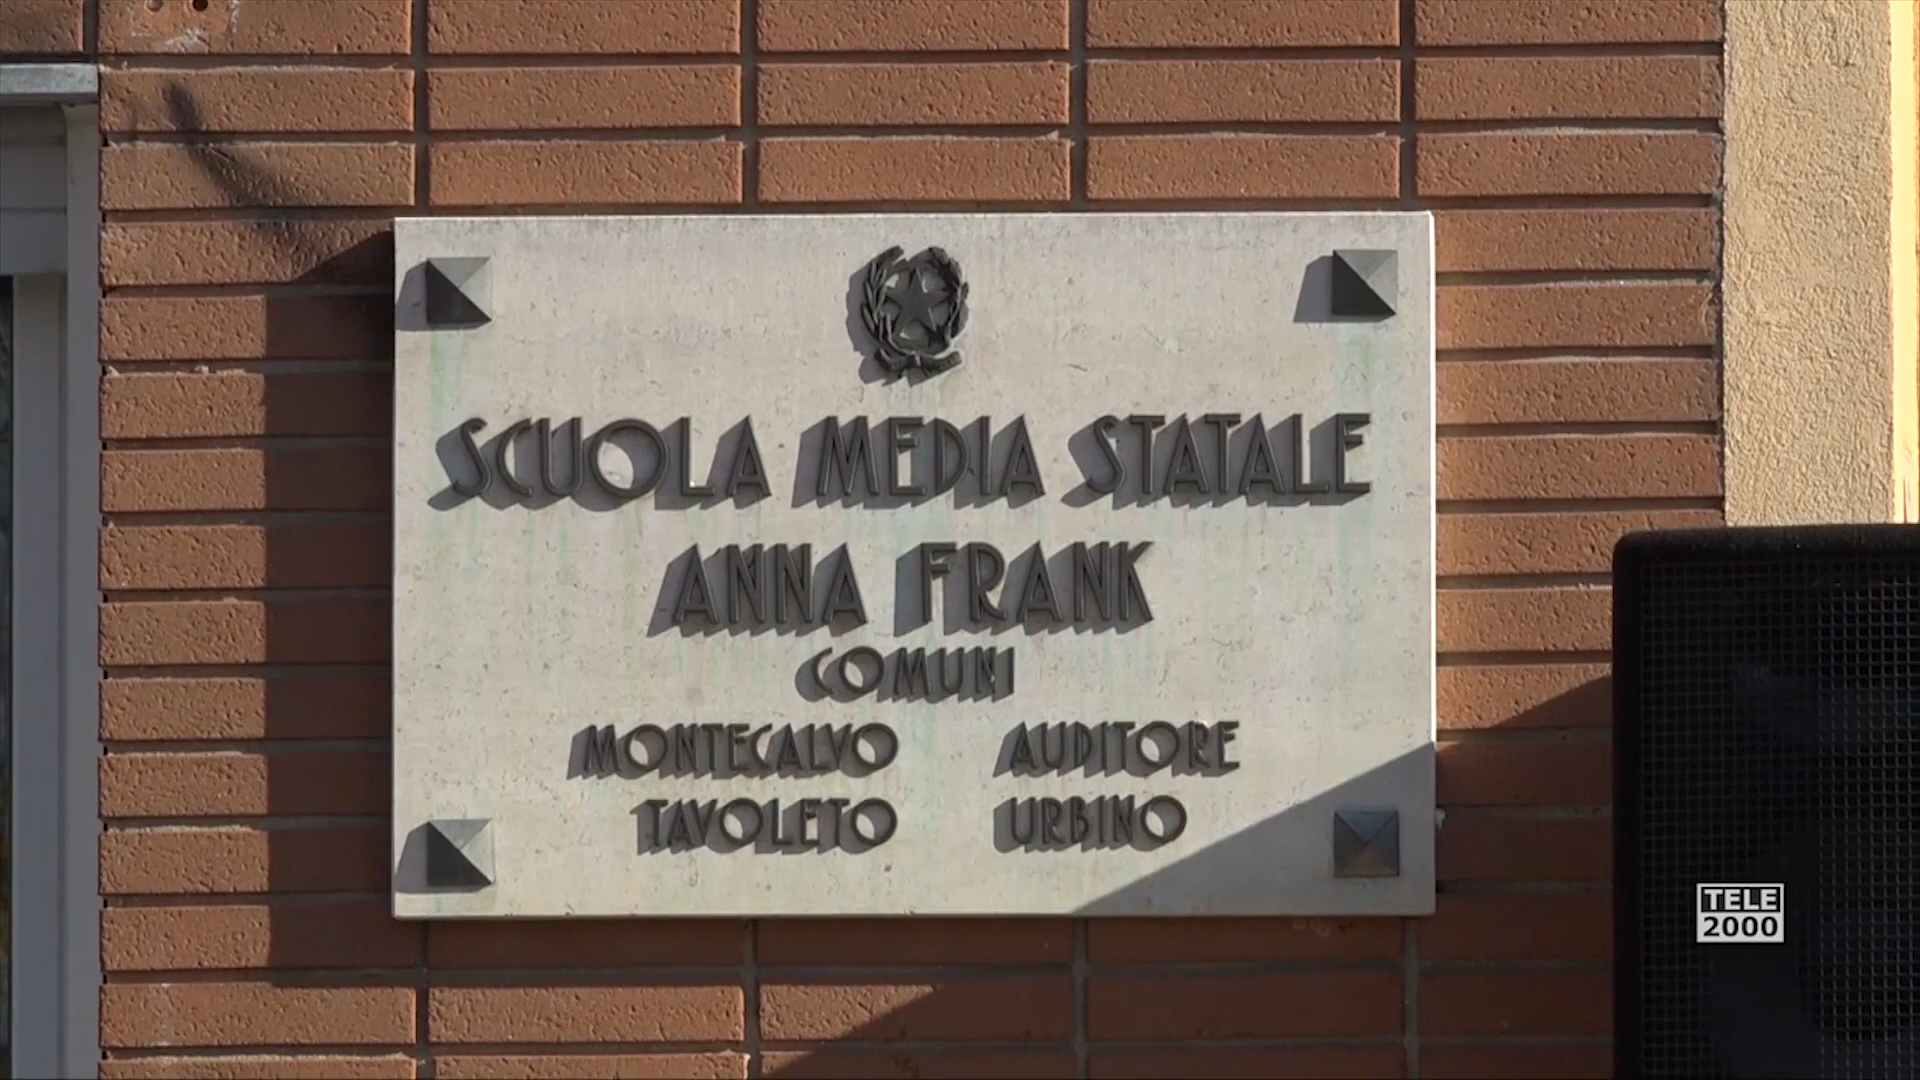 SCUOLA MEDIA STATALE
ANNA FRANK
COMUNI
MONTECALVO AUDITORE
TAVOLETO URBINO
TELE
2000